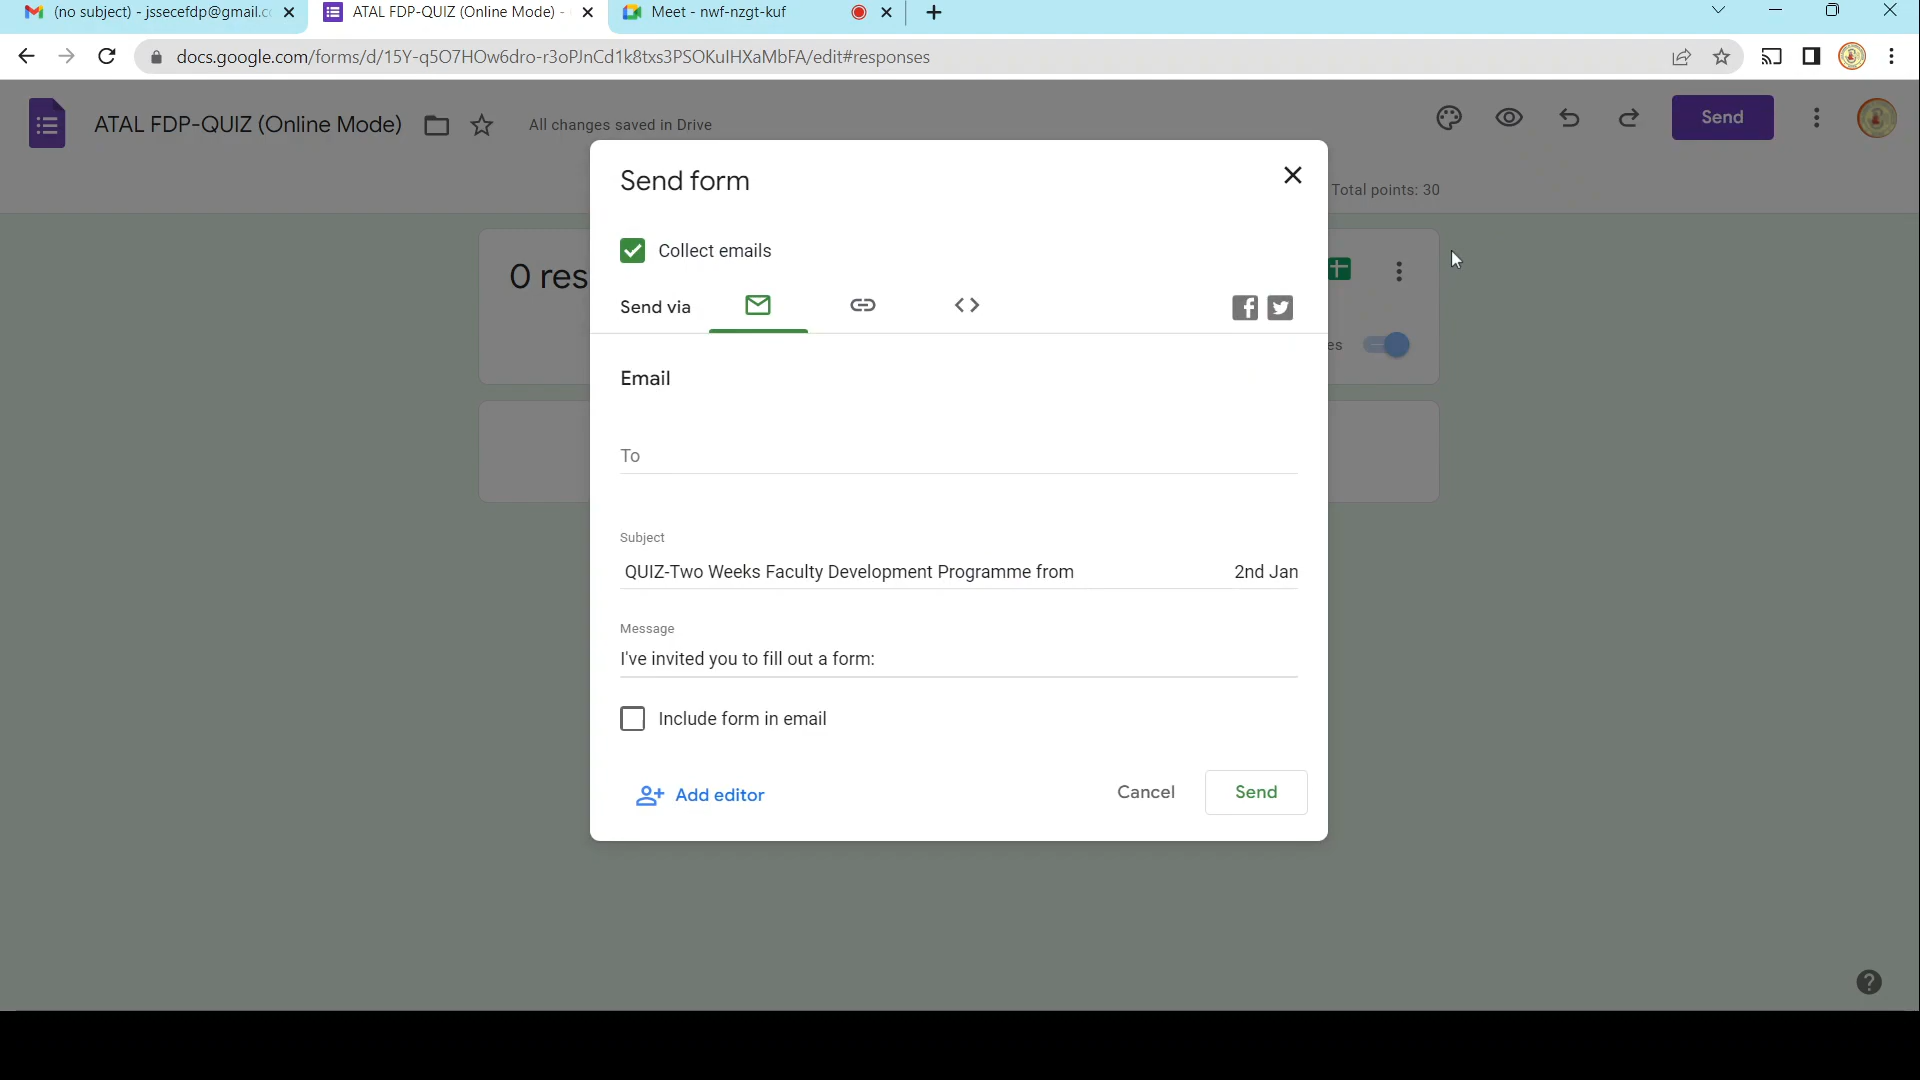 (no subject) - jssecefdp@gmail.c
ATAL FDP-QUIZ (Online Mode) -
Meet - nwf-nzgt-kuf
docs.google.com/forms/d/15Y-q5O7HOw6dro-r3oPJnCd1k8txs3PSOKuIHXaMbFA/edit#responses
ATAL FDP-QUIZ (Online Mode)
All changes saved in Drive
Send
Total points: 30
Send form
Collect emails
0 res
Send via
es
Email
To
Subject
QUIZ-Two Weeks Faculty Development Programme from 2nd Jan
Message
I've invited you to fill out a form:
Include form in email
Add editor
Cancel
Send